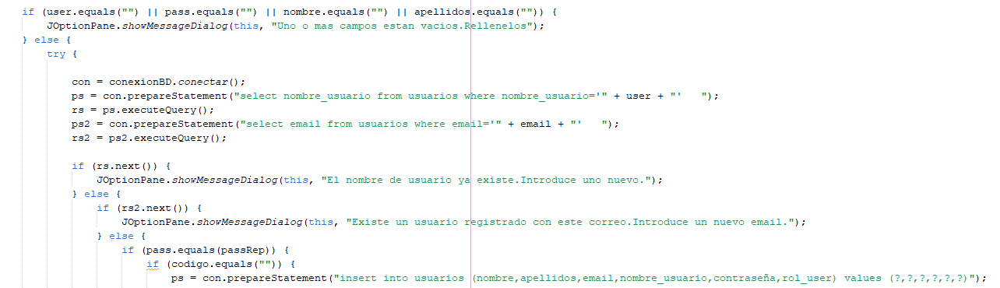 if (user.equals("") || pass.equals("") || nombre.equals("") || apellidos.equals("")) {
JOptionPane.showMessageDialog(this, "Uno o mas campos estan vacios.Rellenelos");
} else {
try {
con = conexionBD.conectar();
ps = con.prepareStatement("select nombre_usuario from usuarios where nombre_usuario='" + user + "'   ");
rs = ps.executeQuery();
ps2 = con.prepareStatement("select email from usuarios where email='" + email + "'   ");
rs2 = ps2.executeQuery();
if (rs.next()) {
JOptionPane.showMessageDialog(this, "El nombre de usuario ya existe.Introduce uno nuevo.");
} else {
if (rs2.next()) {
JOptionPane.showMessageDialog(this, "Existe un usuario registrado con este correo.Introduce un nuevo email.");
} else {
if (pass.equals(passRep)) {
if (codigo.equals("")) {
ps = con.prepareStatement("insert into usuarios (nombre,apellidos,email,nombre_usuario,contraseña,rol_user) values (?,?,?,?,?,?)");